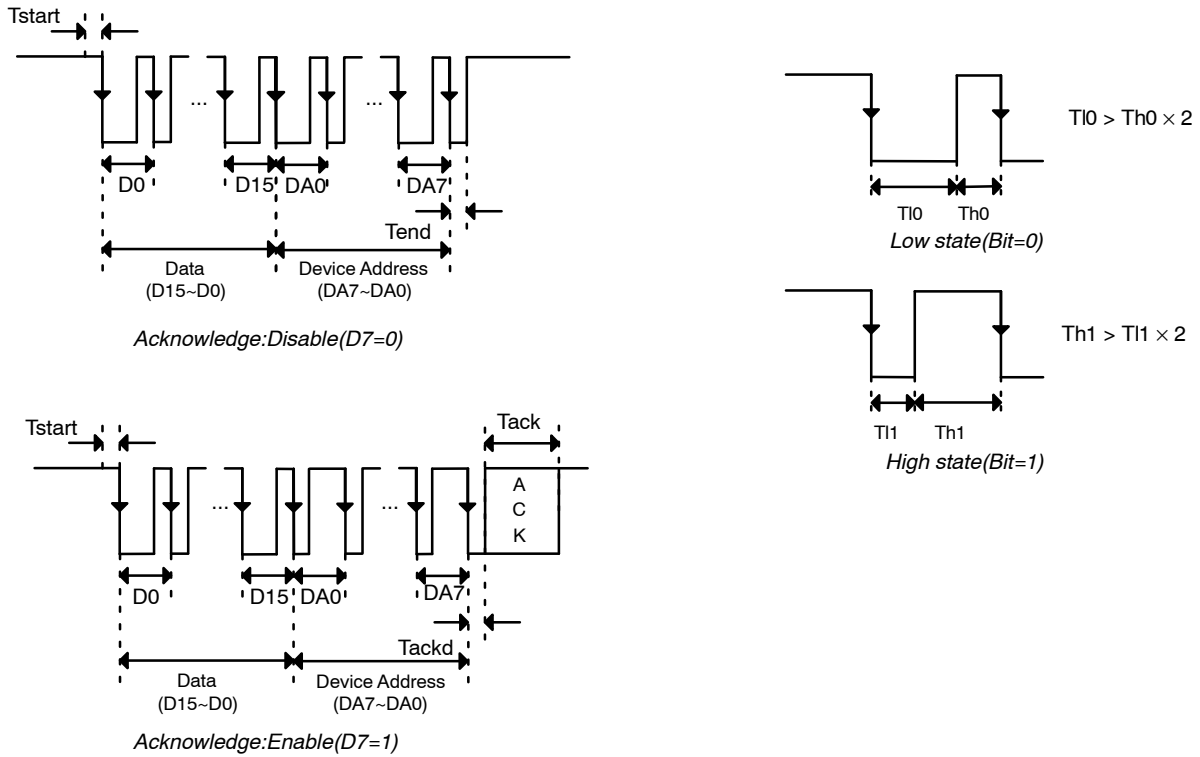 Tstart
...
...
D0
D15
DA0
DA7
Tend
Data
(D15~D0)
Device Address
(DA7~DA0)
Acknowledge:Disable(D7=0)
Tl0 > Th0 × 2
Tl0
Th0
Low state(Bit=0)
Th1 > Tl1 × 2
Tl1
Th1
High state(Bit=1)
Tstart
Tack
A
C
K
...
...
D0
D15
DA0
DA7
Tackd
Data
(D15~D0)
Device Address
(DA7~DA0)
Acknowledge:Enable(D7=1)